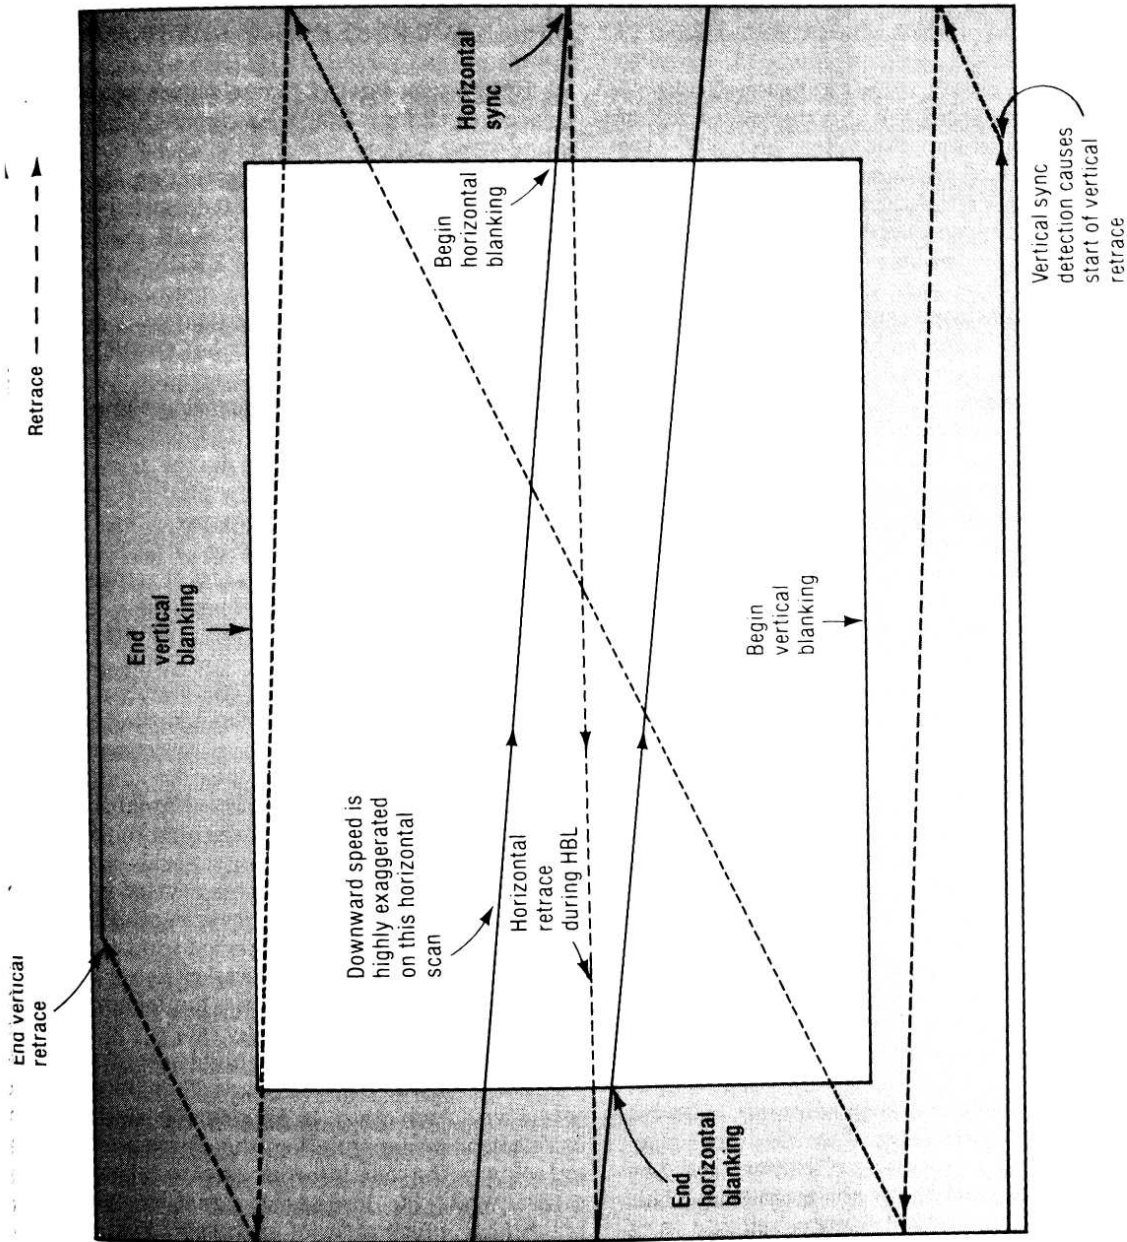 Retrace
End vertical
retrace
End
vertical
blanking
Horizontal
sync
Begin
horizontal
blanking
Downward speed is
highly exaggerated
on this horizontal
scan
Horizontal
retrace
during HBL
Begin
vertical
blanking
End
horizontal
blanking
Vertical sync
detection causes
start of vertical
retrace